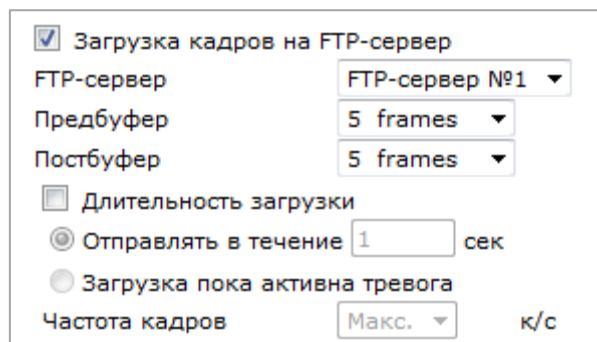 Загрузка кадров на FTP-сервер
FTP-сервер FTP-сервер №1
Предбуфер 5 frames
Постбуфер 5 frames
Длительность загрузки
Отправлять в течение 1 сек
Загрузка пока активна тревога
Частота кадров Макс. к/с